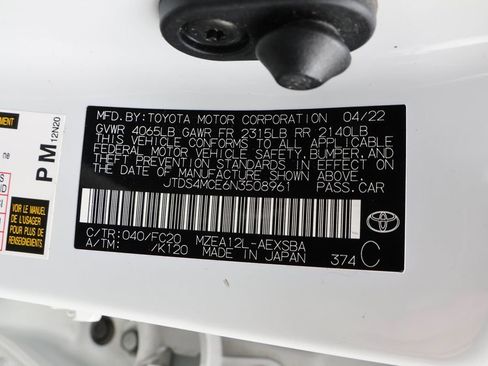 MFD. BY: TOYOTA MOTOR CORPORATION 04/22
GVWR 4065LB GAWR FR 2315LB RR 2140LB
THIS VEHICLE CONFORMS TO ALL APPLICABLE
FEDERAL MOTOR VEHICLE SAFETY, BUMPER, AND
THEFT PREVENTION STANDARDS IN EFFECT ON
THE DATE OF MANUFACTURE SHOWN ABOVE.
JTDS4MCE6N3508961 PASS. CAR
C/TR: 040/FC20 MZEA12L-AEXSBA
A/TM: /K120 MADE IN JAPAN 374 C
TOYOTA
PM 12N20
ne
VOIR LE MANUEL
DE L'USAGER
POUR PLUS DE
RENSEIGNEMENTS